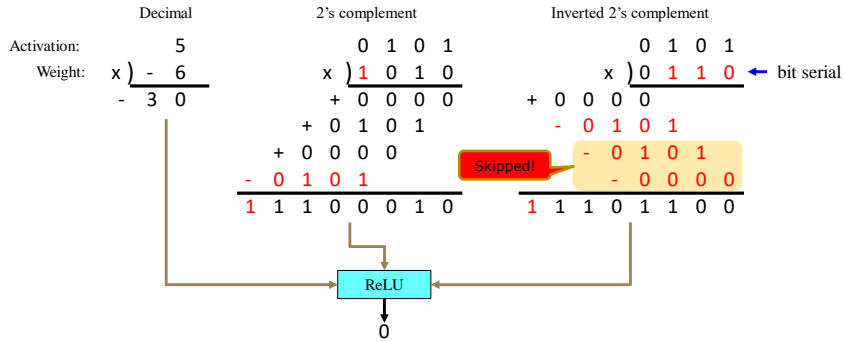 Decimal 2's complement Inverted 2's complement
Activation: 5 0 1 0 1 0 1 0 1
Weight: x ) - 6 x ) 1 0 1 0 x ) 0 1 1 0 bit serial
- 3 0 + 0 0 0 0 + 0 0 0 0
+ 0 1 0 1 - 0 1 0 1
+ 0 0 0 0 Skipped! - 0 1 0 1
- 0 1 0 1 - 0 0 0 0
1 1 1 0 0 0 1 0 1 1 1 0 1 1 0 0
ReLU
0